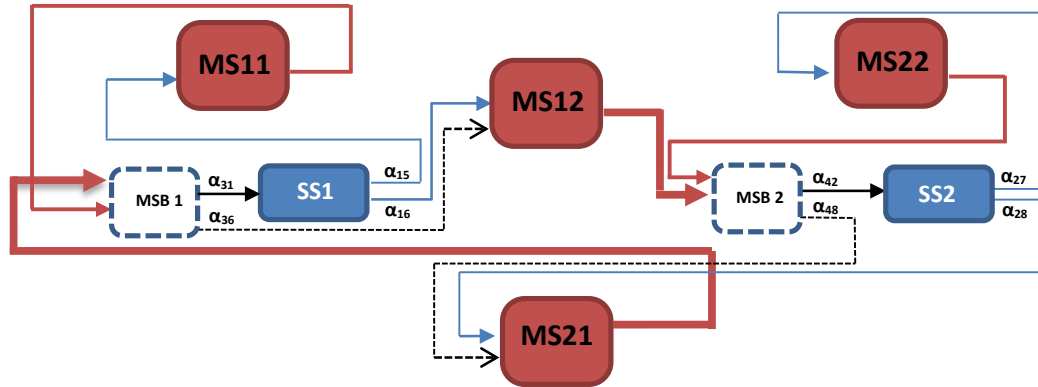 MS11
MS22
MS12
α₃₁
SS1
α₁₅
MSB 1
α₃₆
α₁₆
α₄₂
SS2
α₂₇
MSB 2
α₄₈
α₂₈
MS21